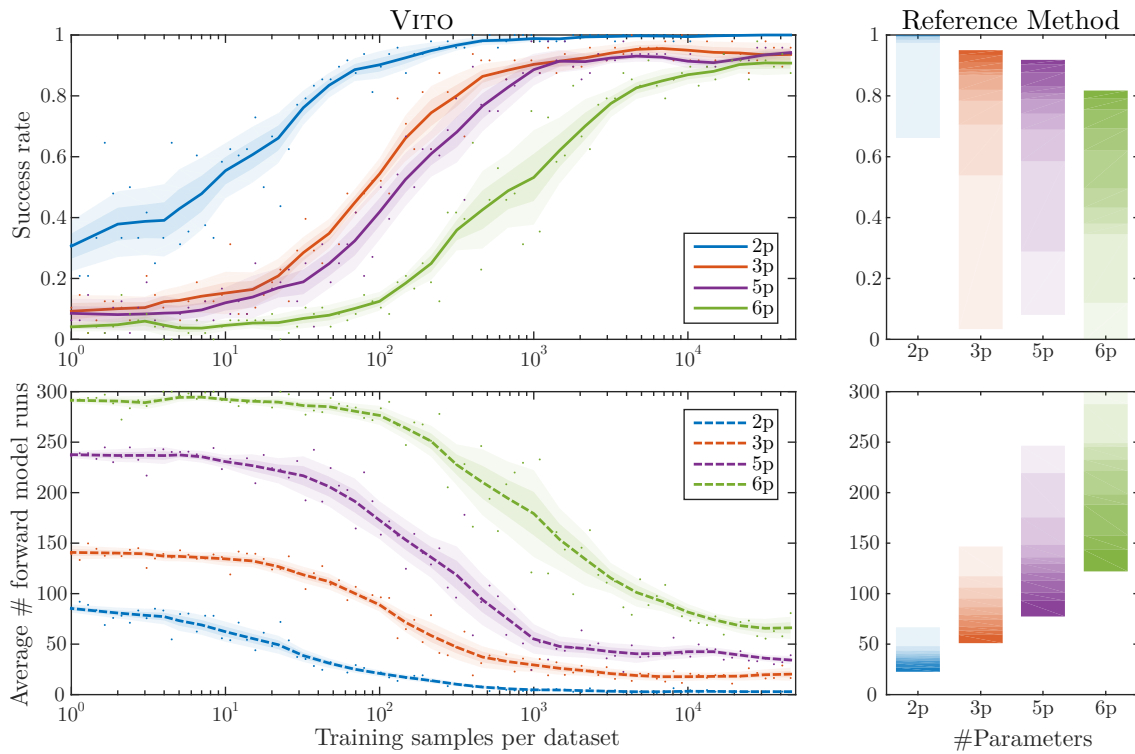 VITO
Reference Method
Success rate
1
0.8
0.6
0.4
0.2
0
2p
3p
5p
6p
10^0 10^1 10^2 10^3 10^4
1
0.8
0.6
0.4
0.2
0
2p 3p 5p 6p
Average # forward model runs
300
250
200
150
100
50
0
2p
3p
5p
6p
10^0 10^1 10^2 10^3 10^4
Training samples per dataset
300
250
200
150
100
50
0
2p 3p 5p 6p
#Parameters